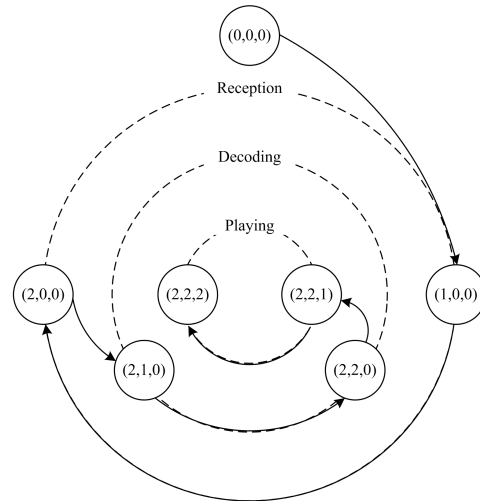 (0,0,0)
Reception
Decoding
Playing
(2,0,0)
(2,2,2)
(2,2,1)
(1,0,0)
(2,1,0)
(2,2,0)